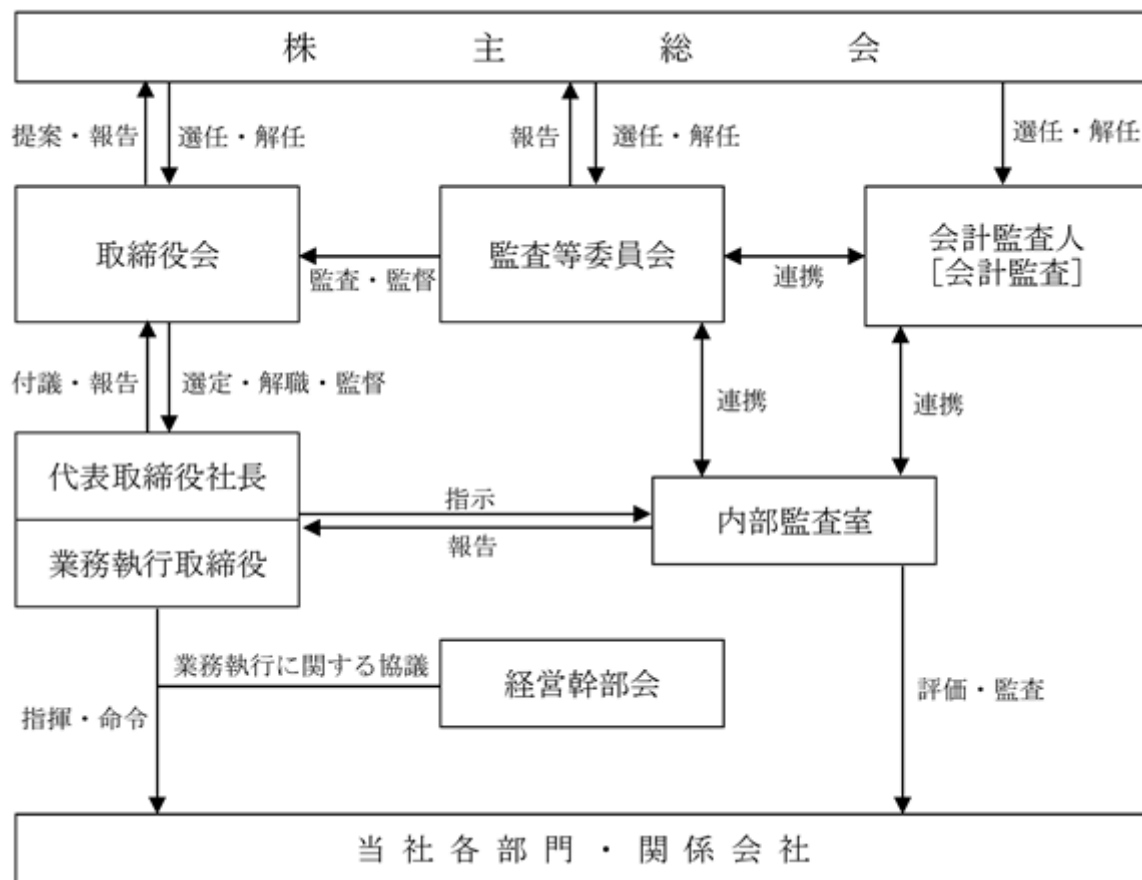 株主総会
提案・報告
選任・解任
報告
選任・解任
選任・解任
取締役会
監査・監督
監査等委員会
連携
会計監査人
［会計監査］
付議・報告
選定・解職・監督
連携
連携
代表取締役社長
業務執行取締役
指示
報告
内部監査室
業務執行に関する協議
経営幹部会
指揮・命令
評価・監査
当社各部門・関係会社